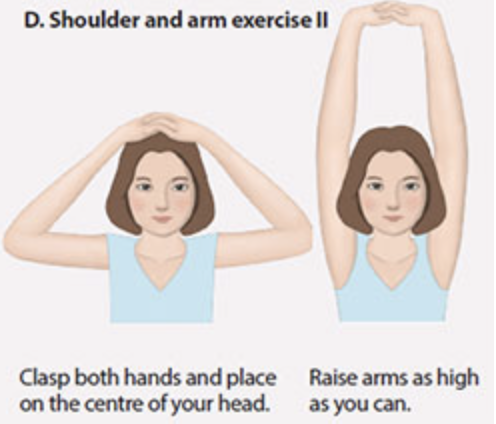 D. Shoulder and arm exercise II
Clasp both hands and place
on the centre of your head.
Raise arms as high
as you can.